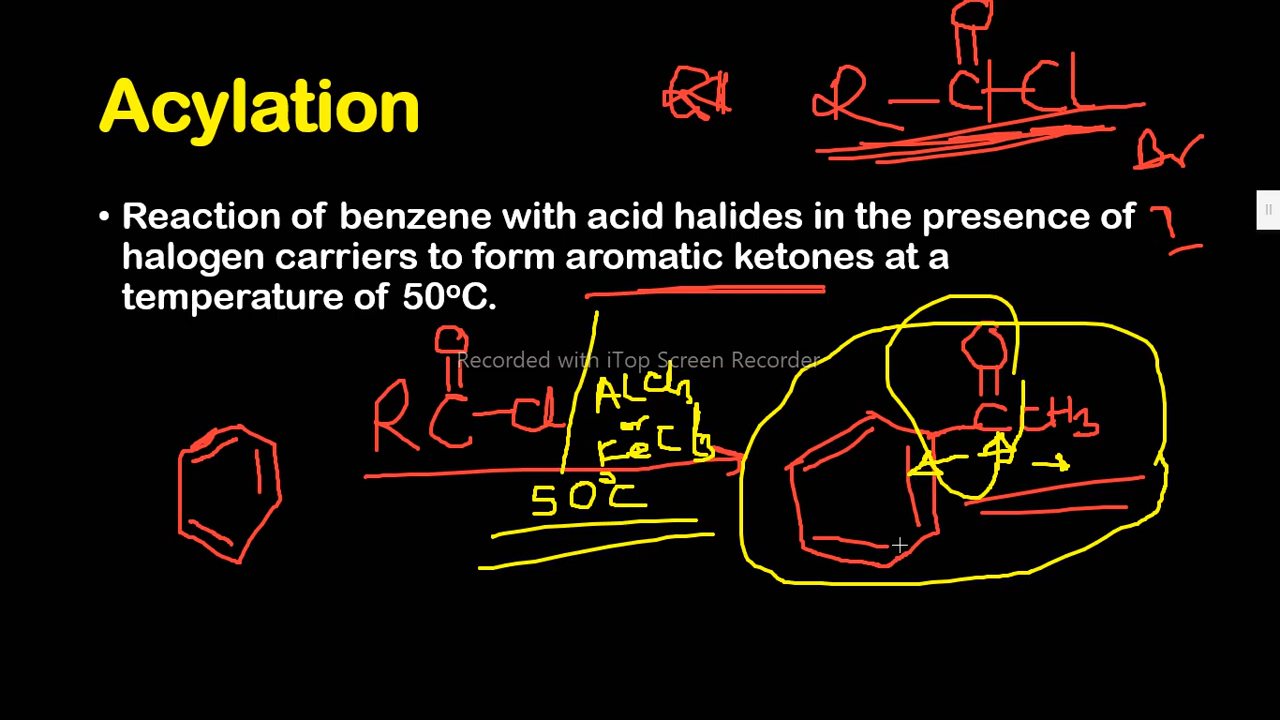 Acylation
O
R — C — Cl
Br
I
• Reaction of benzene with acid halides in the presence of
halogen carriers to form aromatic ketones at a
temperature of 50°C.
Recorded with iTop Screen Recorder
O
R C — Cl
ALCl3
or
FeCl3
50°C
O
C CH3